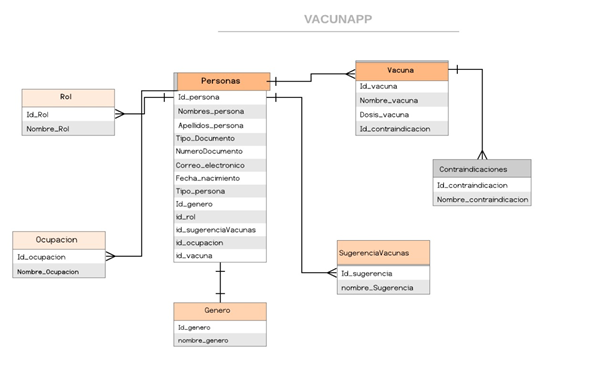 VACUNAPP
Personas
Id_persona
Nombres_persona
Apellidos_persona
Tipo_Documento
NumeroDocumento
Correo_electronico
Fecha_nacimiento
Tipo_persona
Id_genero
id_rol
id_sugerenciaVacunas
id_ocupacion
id_vacuna
Rol
Id_Rol
Nombre_Rol
Ocupacion
Id_ocupacion
Nombre_Ocupacion
Genero
Id_genero
nombre_genero
Vacuna
Id_vacuna
Nombre_vacuna
Dosis_vacuna
Id_contraindicacion
Contraindicaciones
Id_contraindicacion
Nombre_contraindicacion
SugerenciaVacunas
Id_sugerencia
nombre_Sugerencia